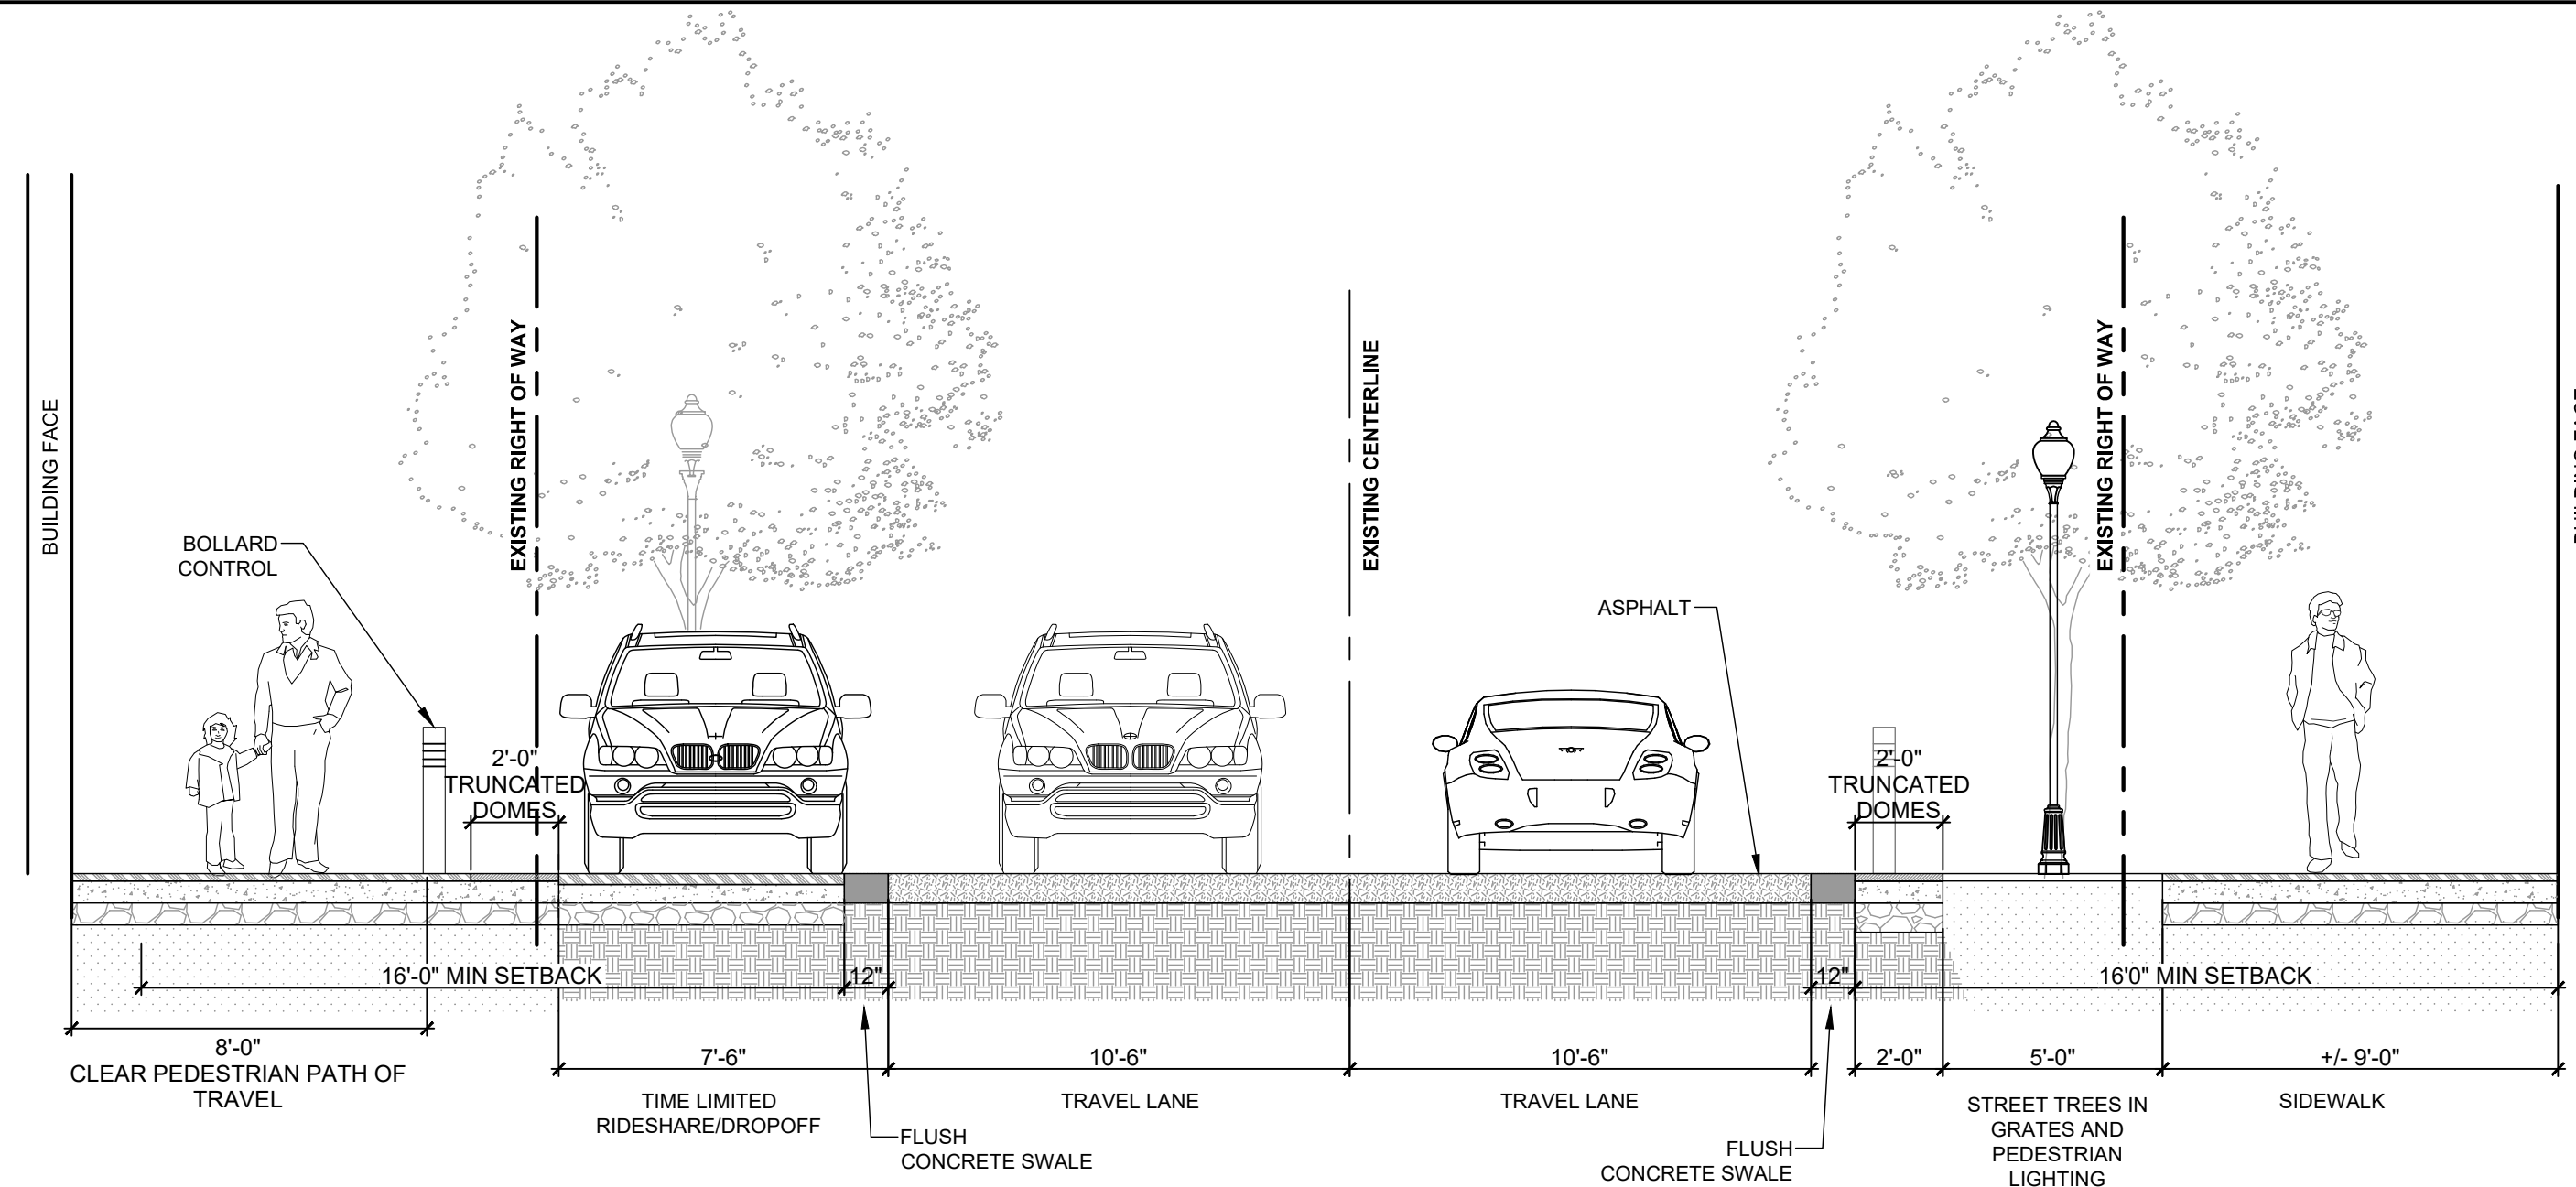 BUILDING FACE
BOLLARD
CONTROL
EXISTING RIGHT OF WAY
2'-0"
TRUNCATED
DOMES
EXISTING CENTERLINE
ASPHALT
2'-0"
TRUNCATED
DOMES
EXISTING RIGHT OF WAY
16'-0" MIN SETBACK
12"
12"
16'0" MIN SETBACK
8'-0"
CLEAR PEDESTRIAN PATH OF
TRAVEL
7'-6"
TIME LIMITED
RIDESHARE/DROPOFF
FLUSH
CONCRETE SWALE
10'-6"
TRAVEL LANE
10'-6"
TRAVEL LANE
FLUSH
CONCRETE SWALE
2'-0"
5'-0"
STREET TREES IN
GRATES AND
PEDESTRIAN
LIGHTING
+/- 9'-0"
SIDEWALK